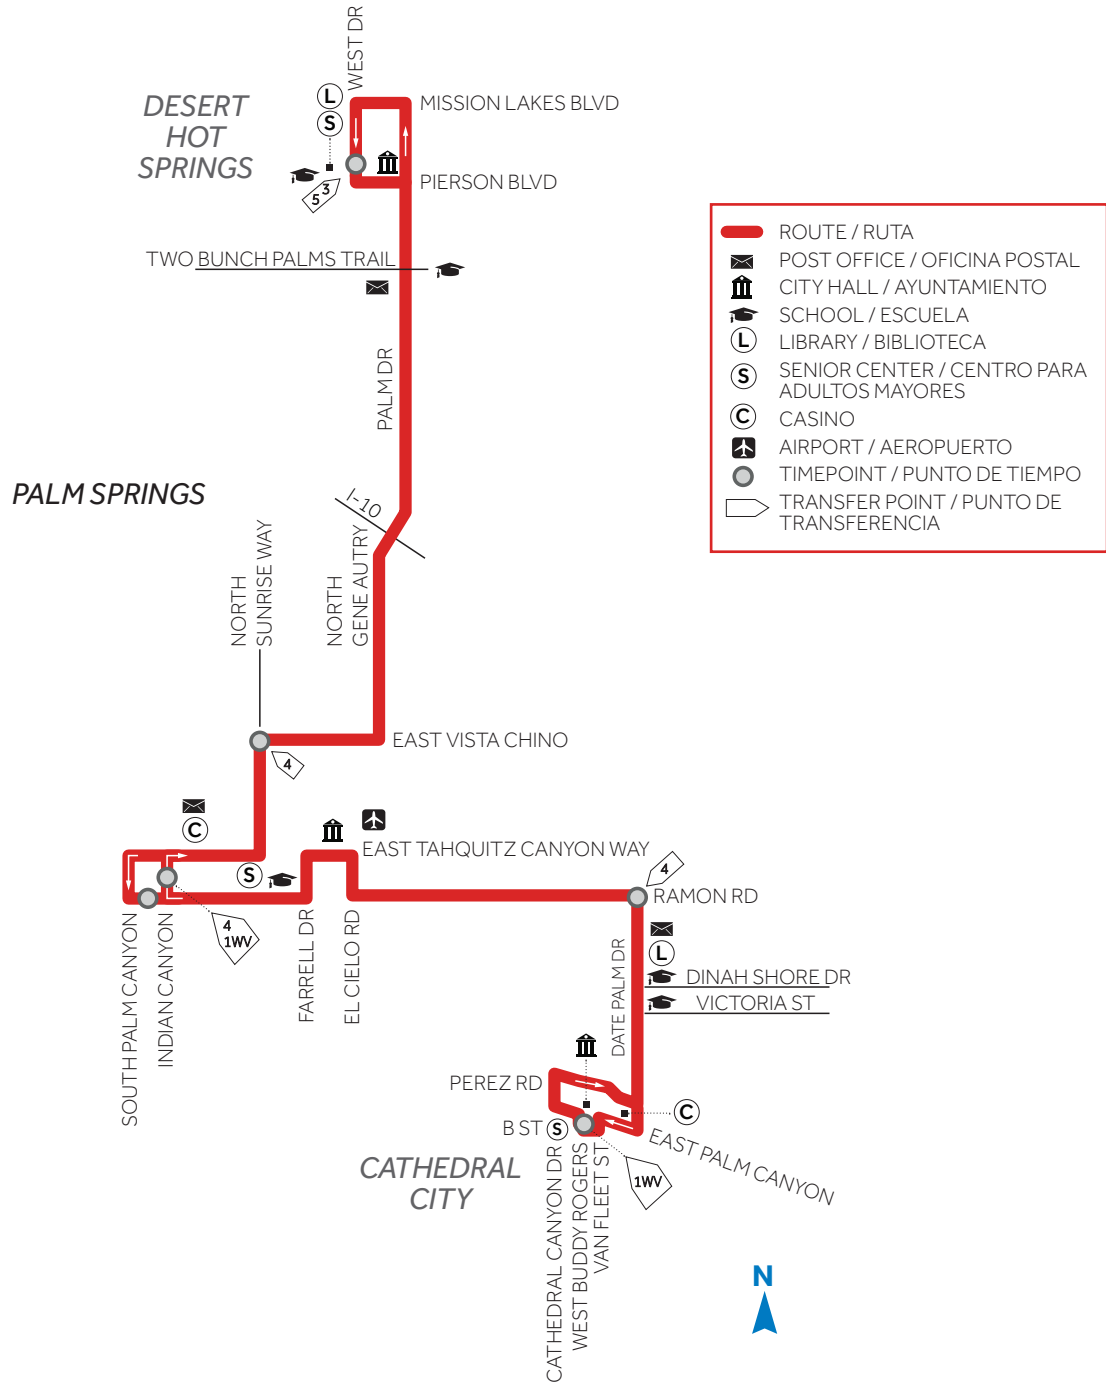 WEST DR
DESERT
HOT
SPRINGS
L
S
MISSION LAKES BLVD
PIERSON BLVD
3
5
TWO BUNCH PALMS TRAIL
PALM DR
ROUTE / RUTA
POST OFFICE / OFICINA POSTAL
CITY HALL / AYUNTAMIENTO
SCHOOL / ESCUELA
L
LIBRARY / BIBLIOTECA
S
SENIOR CENTER / CENTRO PARA
ADULTOS MAYORES
C
CASINO
AIRPORT / AEROPUERTO
TIMEPOINT / PUNTO DE TIEMPO
TRANSFER POINT / PUNTO DE
TRANSFERENCIA
PALM SPRINGS
I-10
NORTH
SUNRISE WAY
NORTH
GENE AUTRY
EAST VISTA CHINO
4
C
S
EAST TAHQUITZ CANYON WAY
4
RAMON RD
4
1WV
SOUTH PALM CANYON
INDIAN CANYON
FARRELL DR
EL CIELO RD
DATE PALM DR
L
DINAH SHORE DR
VICTORIA ST
PEREZ RD
C
B ST
S
EAST PALM CANYON
1WV
CATHEDRAL
CITY
CATHEDRAL CANYON DR
WEST BUDDY ROGERS
VAN FLEET ST
N